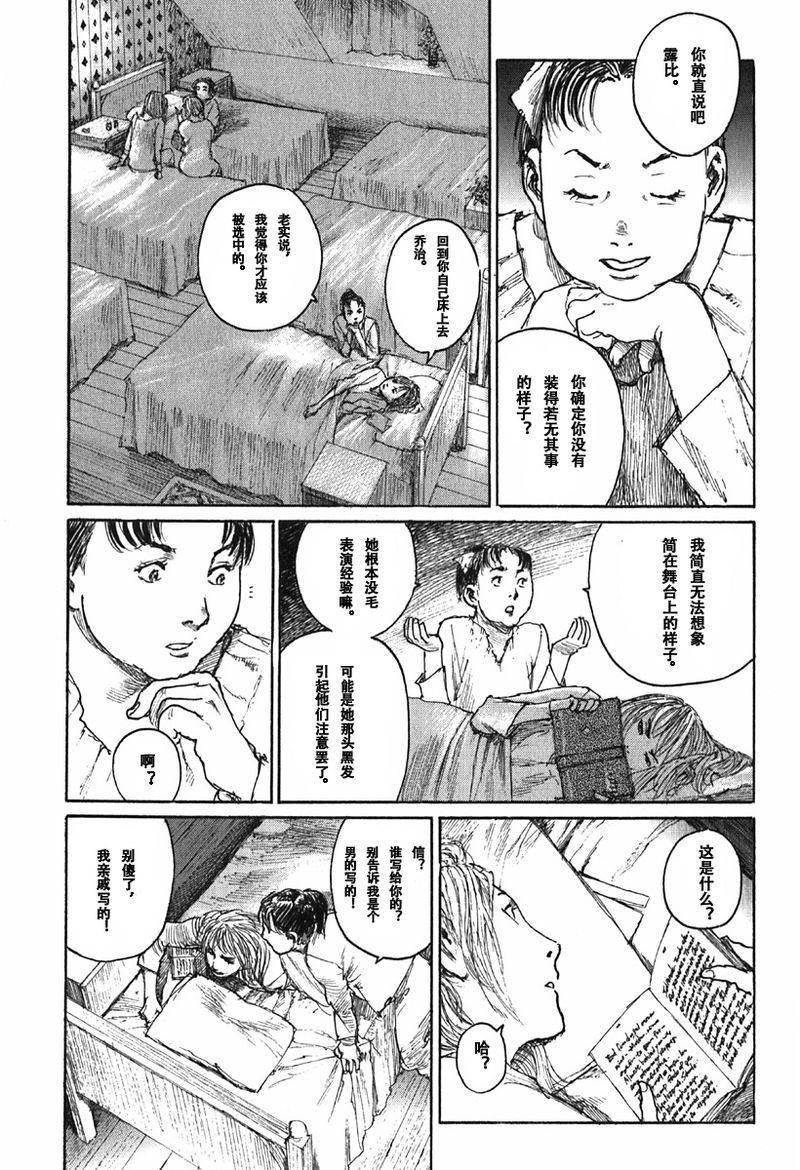 你就直说吧
露比。
你确定你没有
装得若无其事
的样子？
回到你自己床上去
乔治。
老实说，
我觉得你才应该
被选中的。
我简直无法想象
简在舞台上的样子。
她根本没毛
表演经验嘛。
可能是她那头黑发
引起他们注意罢了。
啊？
这是什么？
哈？
信？
谁写给你的？
别告诉我是个
男的写的！
别傻了，
我亲戚写的！